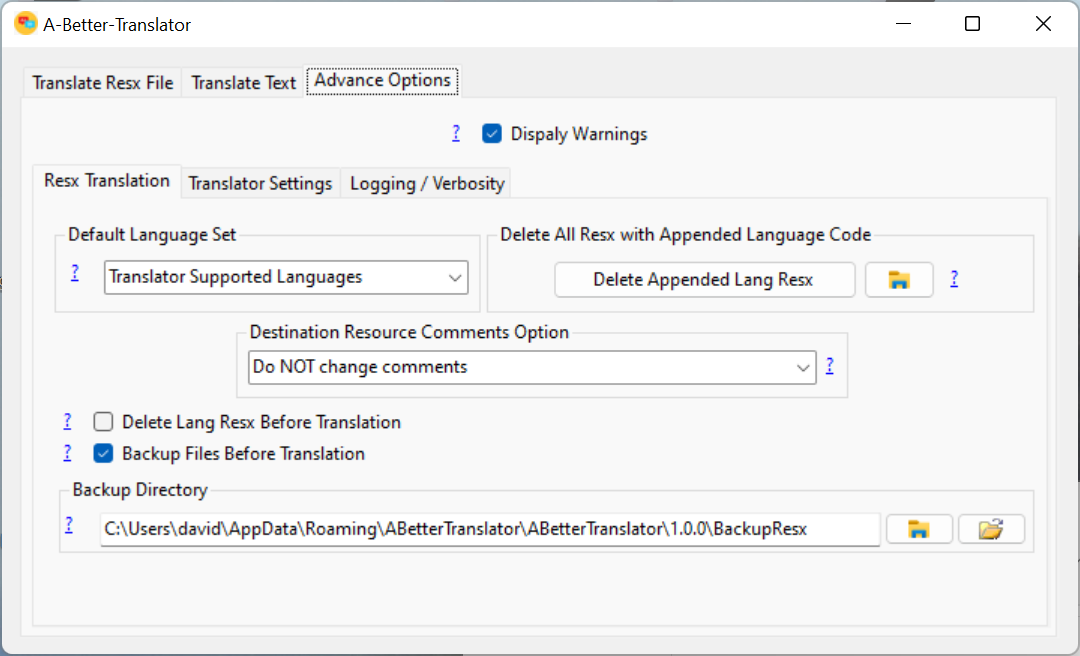 A-Better-Translator
Translate Resx File Translate Text Advance Options
? Dispaly Warnings
Resx Translation Translator Settings Logging / Verbosity
Default Language Set Delete All Resx with Appended Language Code
? Translator Supported Languages Delete Appended Lang Resx ?
Destination Resource Comments Option
Do NOT change comments ?
? Delete Lang Resx Before Translation
? Backup Files Before Translation
Backup Directory
? C:\Users\david\AppData\Roaming\ABetterTranslator\ABetterTranslator\1.0.0\BackupResx